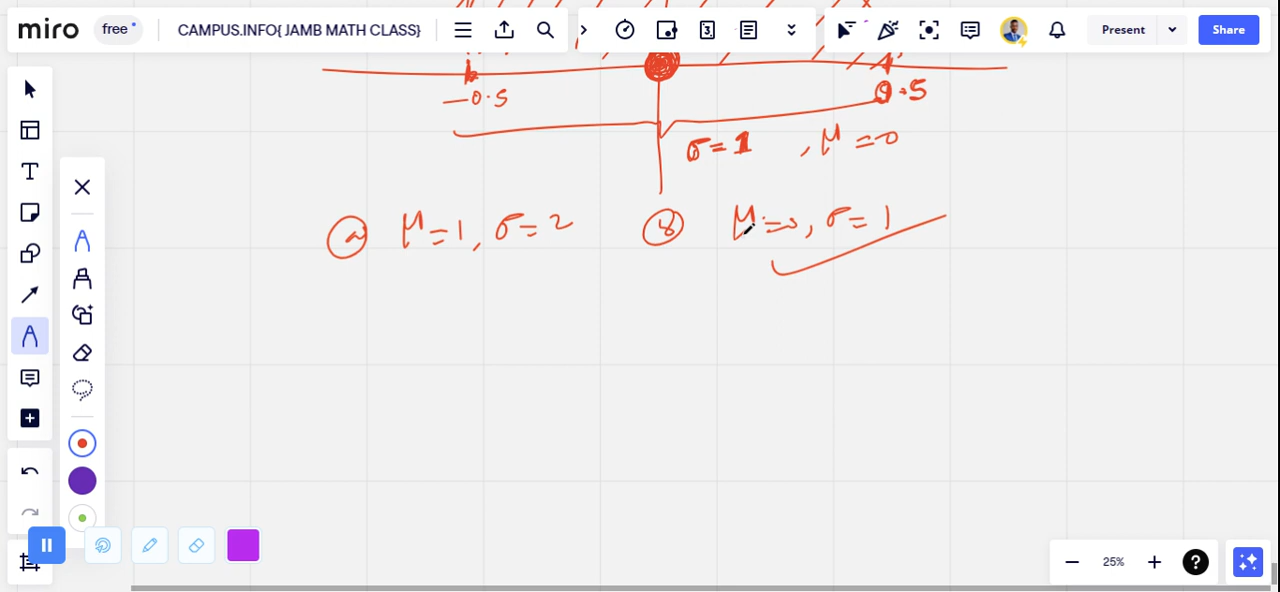 miro free CAMPUS.INFO{ JAMB MATH CLASS} Present Share
-0.5 0.5
σ=1 , μ=0
(a) μ=1, σ=2 (B) μ=0, σ=1
T
3
25% ?